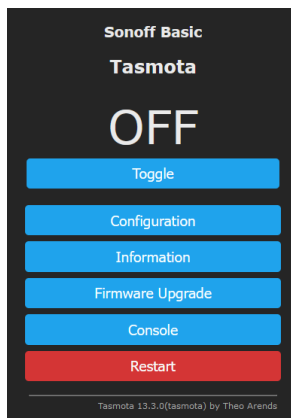 Sonoff Basic
Tasmota
OFF
Toggle
Configuration
Information
Firmware Upgrade
Console
Restart
Tasmota 13.3.0(tasmota) by Theo Arends